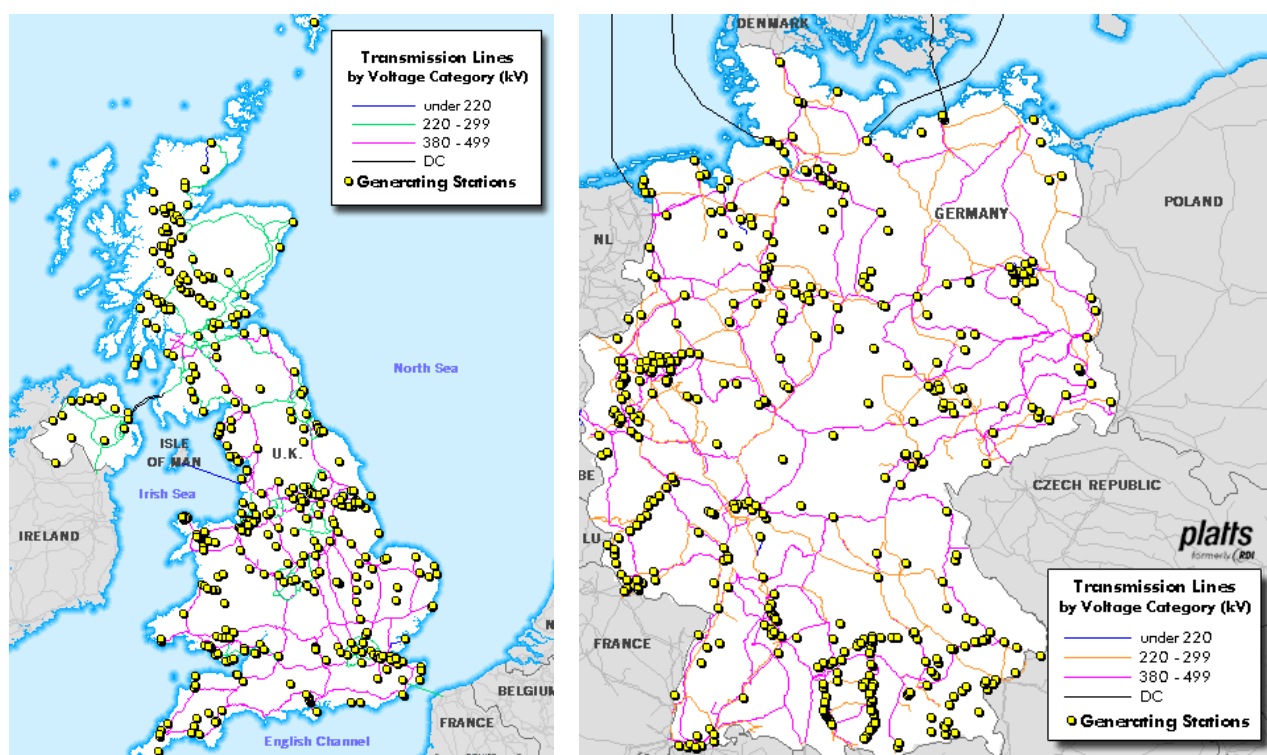 Transmission Lines
by Voltage Category (kV)
under 220
220 - 299
380 - 499
DC
Generating Stations
North Sea
ISLE
OF MAN
U.K.
Irish Sea
IRELAND
N
BELGIUM
FRANCE
English Channel
DENMARK
POLAND
GERMANY
NL
BE
CZECH REPUBLIC
LU
platts
formerly RDI
FRANCE
Transmission Lines
by Voltage Category (kV)
under 220
220 - 299
380 - 499
DC
Generating Stations